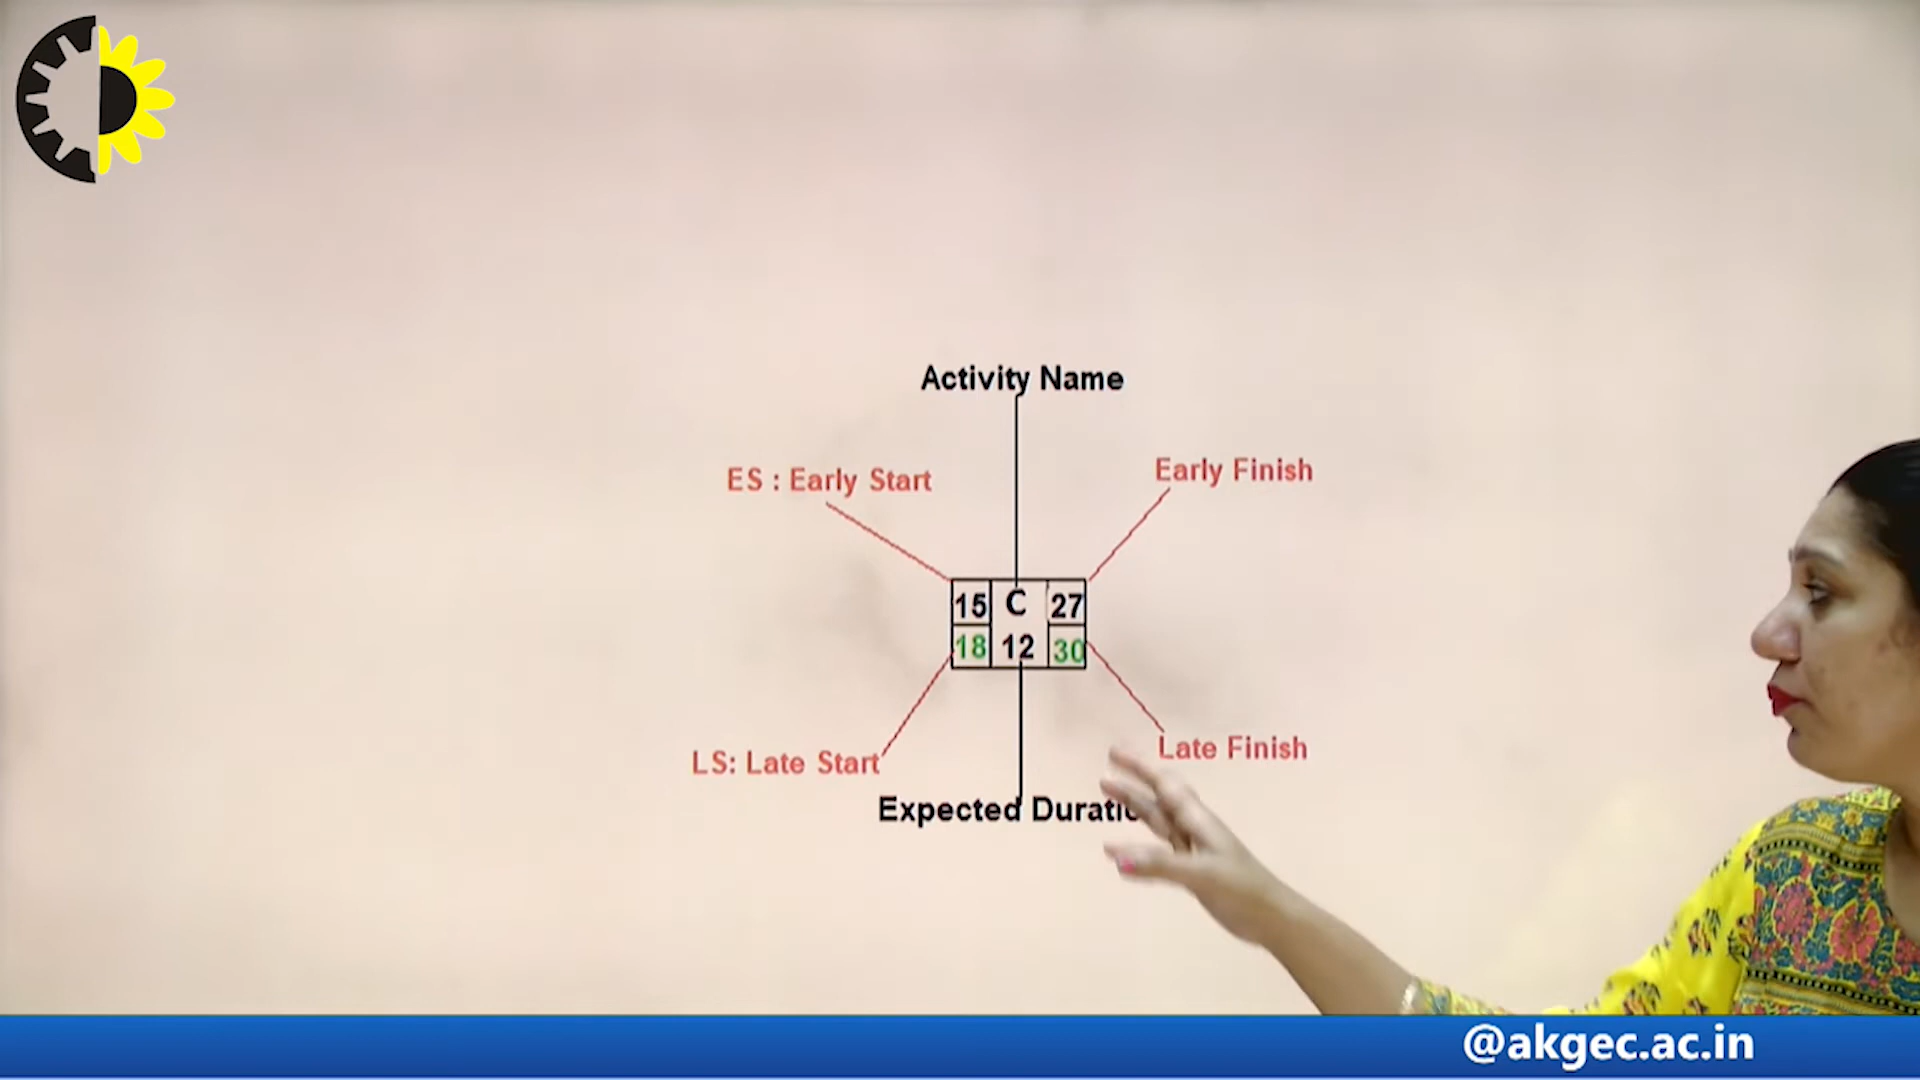 Activity Name
ES : Early Start
Early Finish
15 C 27
18 12 30
LS: Late Start
Late Finish
Expected
@akgec.ac.in